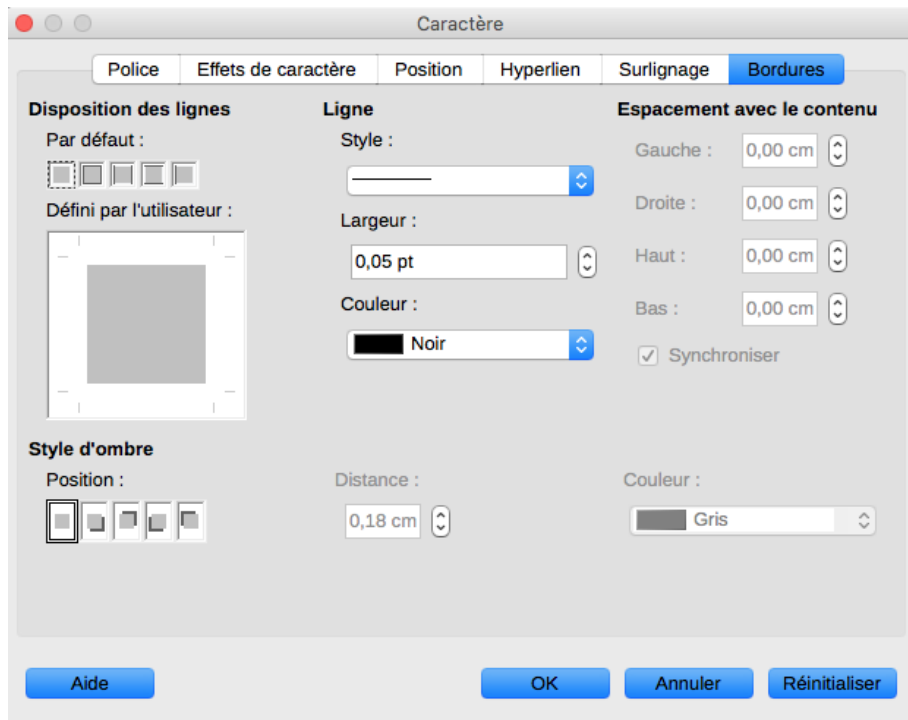 Caractère
Police Effets de caractère Position Hyperlien Surlignage Bordures
Disposition des lignes
Par défaut :
Défini par l'utilisateur :
Ligne
Style :
Largeur :
0,05 pt
Couleur :
Noir
Espacement avec le contenu
Gauche : 0,00 cm
Droite : 0,00 cm
Haut : 0,00 cm
Bas : 0,00 cm
Synchroniser
Style d'ombre
Position :
Distance :
0,18 cm
Couleur :
Gris
Aide OK Annuler Réinitialiser